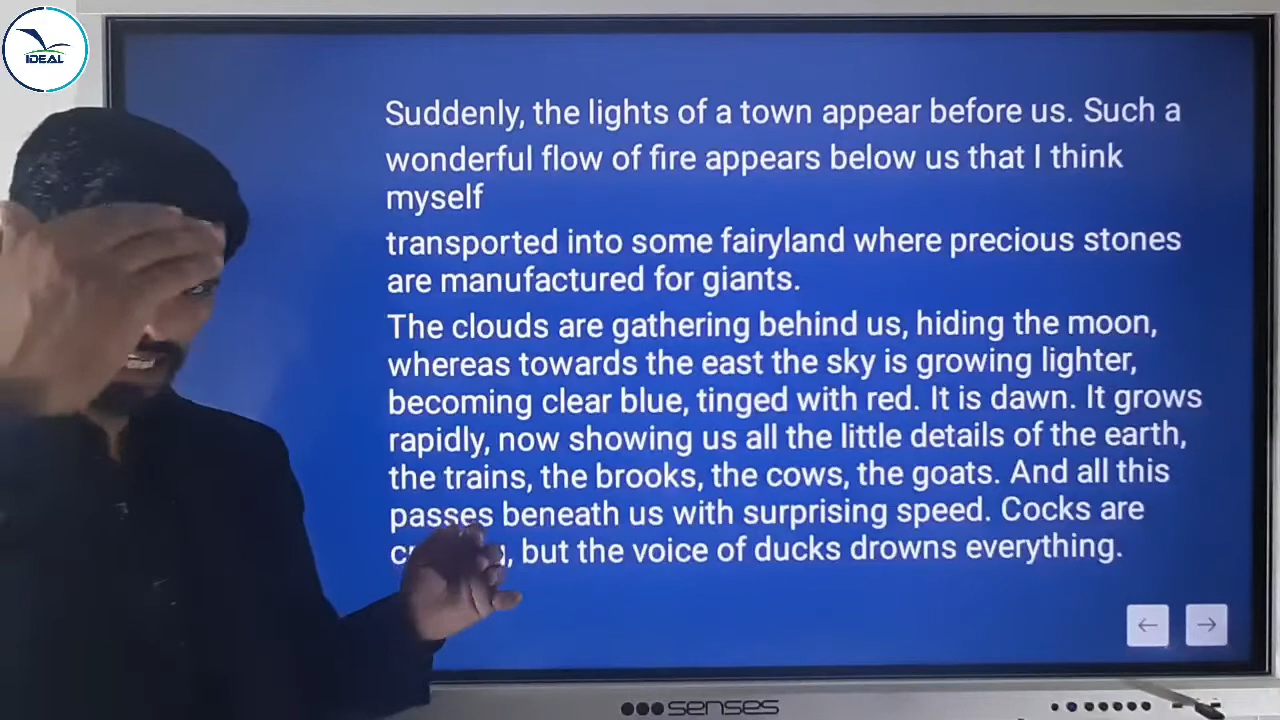 IDEAL
Suddenly, the lights of a town appear before us. Such a
wonderful flow of fire appears below us that I think
myself
transported into some fairyland where precious stones
are manufactured for giants.
The clouds are gathering behind us, hiding the moon,
whereas towards the east the sky is growing lighter,
becoming clear blue, tinged with red. It is dawn. It grows
rapidly, now showing us all the little details of the earth,
the trains, the brooks, the cows, the goats. And all this
passes beneath us with surprising speed. Cocks are
but the voice of ducks drowns everything.
senses